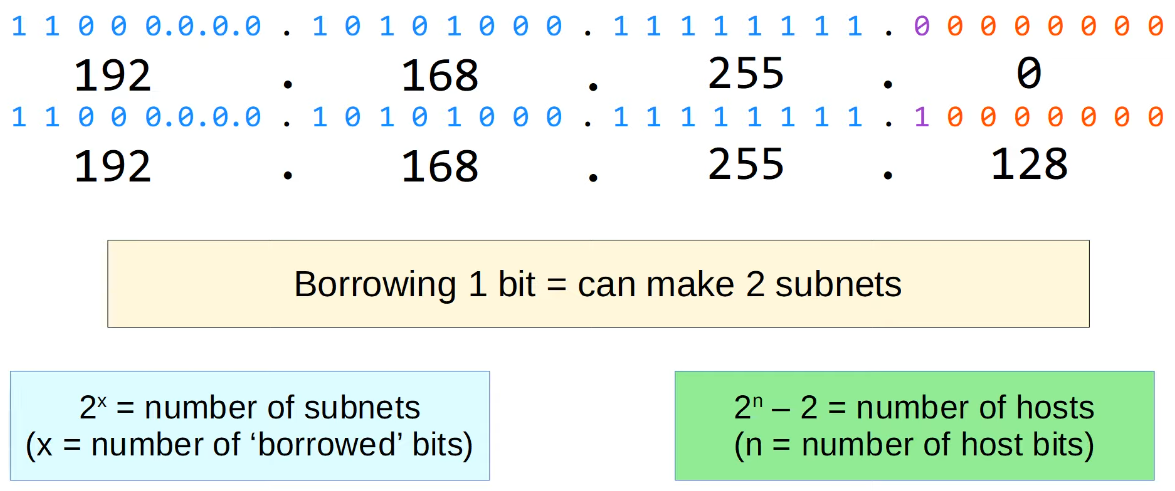 1 1 0 0 0.0.0.0 . 1 0 1 0 1 0 0 0 . 1 1 1 1 1 1 1 1 . 0 0 0 0 0 0 0 0
192 . 168 . 255 . 0
1 1 0 0 0.0.0.0 . 1 0 1 0 1 0 0 0 . 1 1 1 1 1 1 1 1 . 1 0 0 0 0 0 0 0
192 . 168 . 255 . 128
Borrowing 1 bit = can make 2 subnets
2ˣ = number of subnets
(x = number of ‘borrowed’ bits)
2ⁿ – 2 = number of hosts
(n = number of host bits)